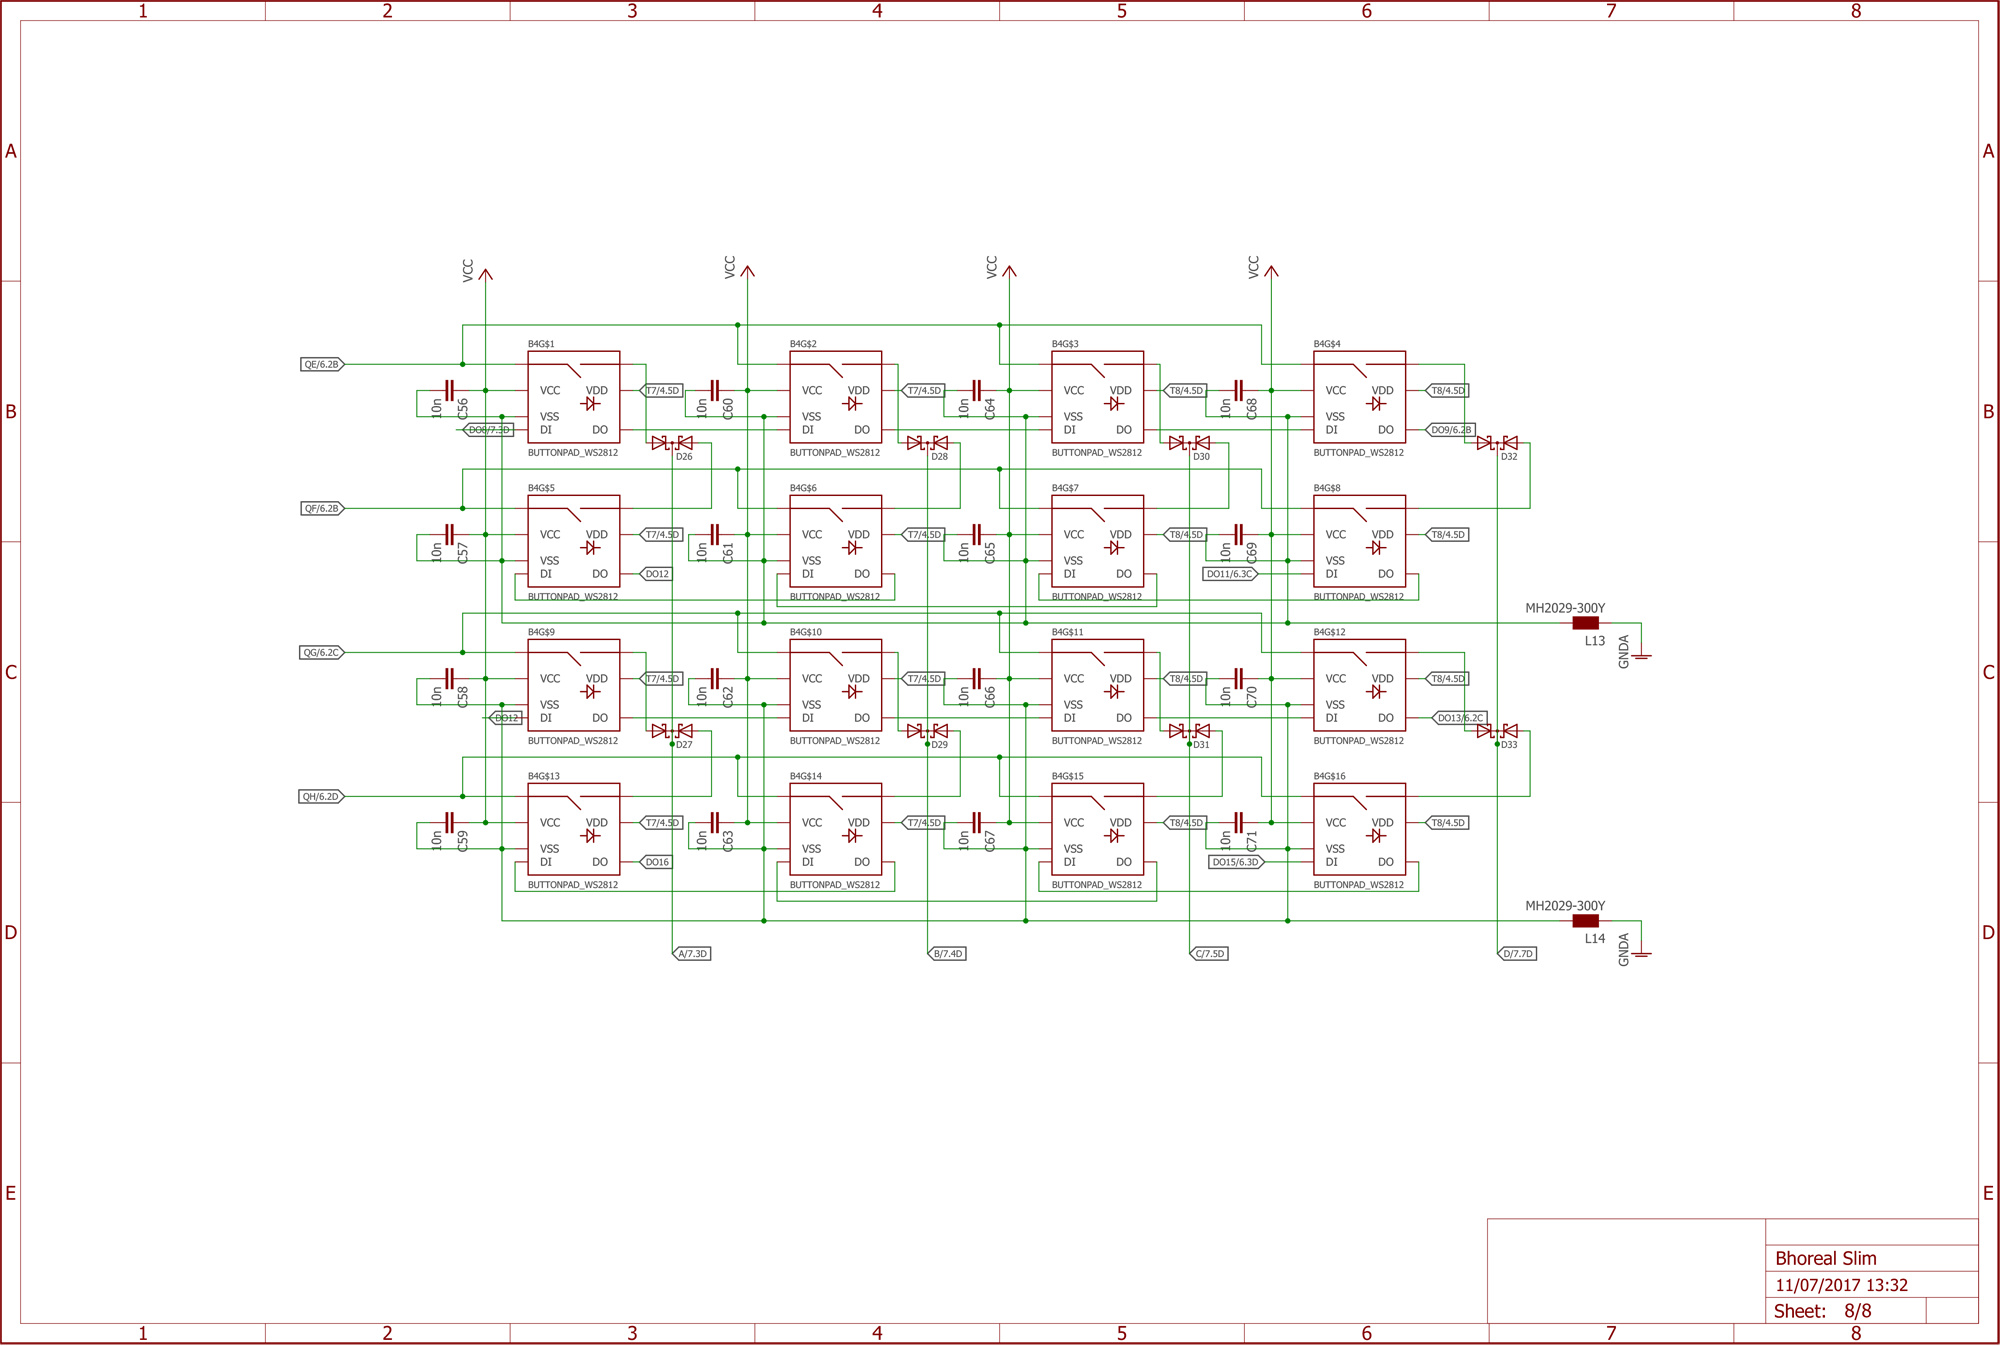 1 2 3 4 5 6 7 8
A A
VCC VCC VCC VCC
B4G$1 B4G$2 B4G$3 B4G$4
QE/6.2B
VCC VDD T7/4.5D VCC VDD T7/4.5D VCC VDD T8/4.5D VCC VDD T8/4.5D
B B
10n C56 10n C60 10n C64 10n C68
VSS VSS VSS VSS
DO8/7.3D DI DO DI DO DI DO DI DO DO9/6.2B
BUTTONPAD_WS2812 BUTTONPAD_WS2812 BUTTONPAD_WS2812 BUTTONPAD_WS2812
D26 D28 D30 D32
B4G$5 B4G$6 B4G$7 B4G$8
QF/6.2B
VCC VDD T7/4.5D VCC VDD T7/4.5D VCC VDD T8/4.5D VCC VDD T8/4.5D
10n C57 10n C61 10n C65 10n C69
VSS VSS VSS VSS
DI DO DO12 DI DO DI DO DO11/6.3C DI DO
BUTTONPAD_WS2812 BUTTONPAD_WS2812 BUTTONPAD_WS2812 BUTTONPAD_WS2812
MH2029-300Y
L13
GNDA
B4G$9 B4G$10 B4G$11 B4G$12
QG/6.2C
C C
VCC VDD T7/4.5D VCC VDD T7/4.5D VCC VDD T8/4.5D VCC VDD T8/4.5D
10n C58 10n C62 10n C66 10n C70
VSS VSS VSS VSS
DO12 DI DO DI DO DI DO DI DO DO13/6.2C
BUTTONPAD_WS2812 BUTTONPAD_WS2812 BUTTONPAD_WS2812 BUTTONPAD_WS2812
D27 D29 D31 D33
B4G$13 B4G$14 B4G$15 B4G$16
QH/6.2D
VCC VDD T7/4.5D VCC VDD T7/4.5D VCC VDD T8/4.5D VCC VDD T8/4.5D
10n C59 10n C63 10n C67 10n C71
VSS VSS VSS VSS
DI DO DO16 DI DO DI DO DO15/6.3D DI DO
BUTTONPAD_WS2812 BUTTONPAD_WS2812 BUTTONPAD_WS2812 BUTTONPAD_WS2812
MH2029-300Y
D D
L14
GNDA
A/7.3D B/7.4D C/7.5D D/7.7D
E E
Bhoreal Slim
11/07/2017 13:32
Sheet: 8/8
1 2 3 4 5 6 7 8